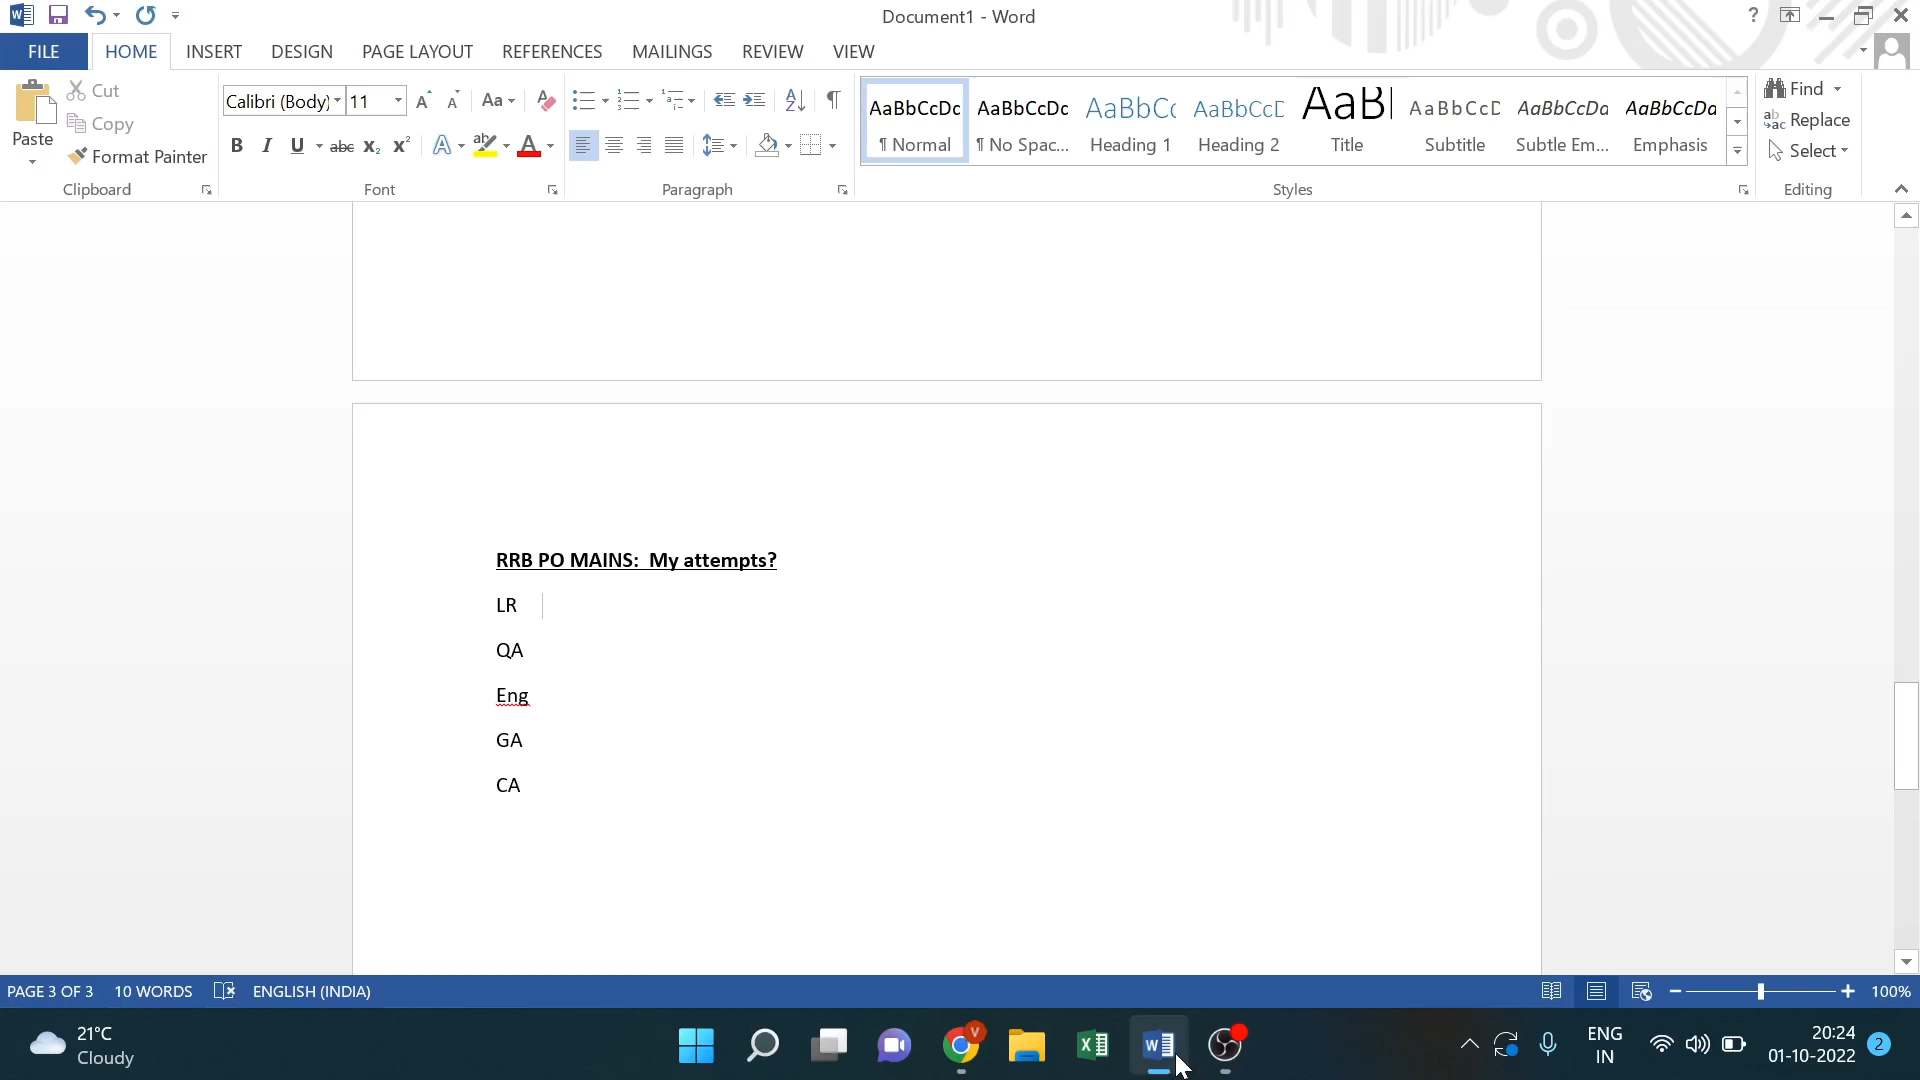 Document1 - Word
?
FILE HOME INSERT DESIGN PAGE LAYOUT REFERENCES MAILINGS REVIEW VIEW
Paste
Cut
Copy
Format Painter
Clipboard
Calibri (Body) 11
Font
Paragraph
AaBbCcDc AaBbCcDc AaBbCc AaBbCcD AaBl AaBbCcD AaBbCcDa AaBbCcDa
¶ Normal ¶ No Spac... Heading 1 Heading 2 Title Subtitle Subtle Em... Emphasis
Styles
Find
Replace
Select
Editing
RRB PO MAINS: My attempts?
LR
QA
Eng
GA
CA
PAGE 3 OF 3 10 WORDS ENGLISH (INDIA) 100%
21°C
Cloudy
ENG
IN
20:24
01-10-2022
2